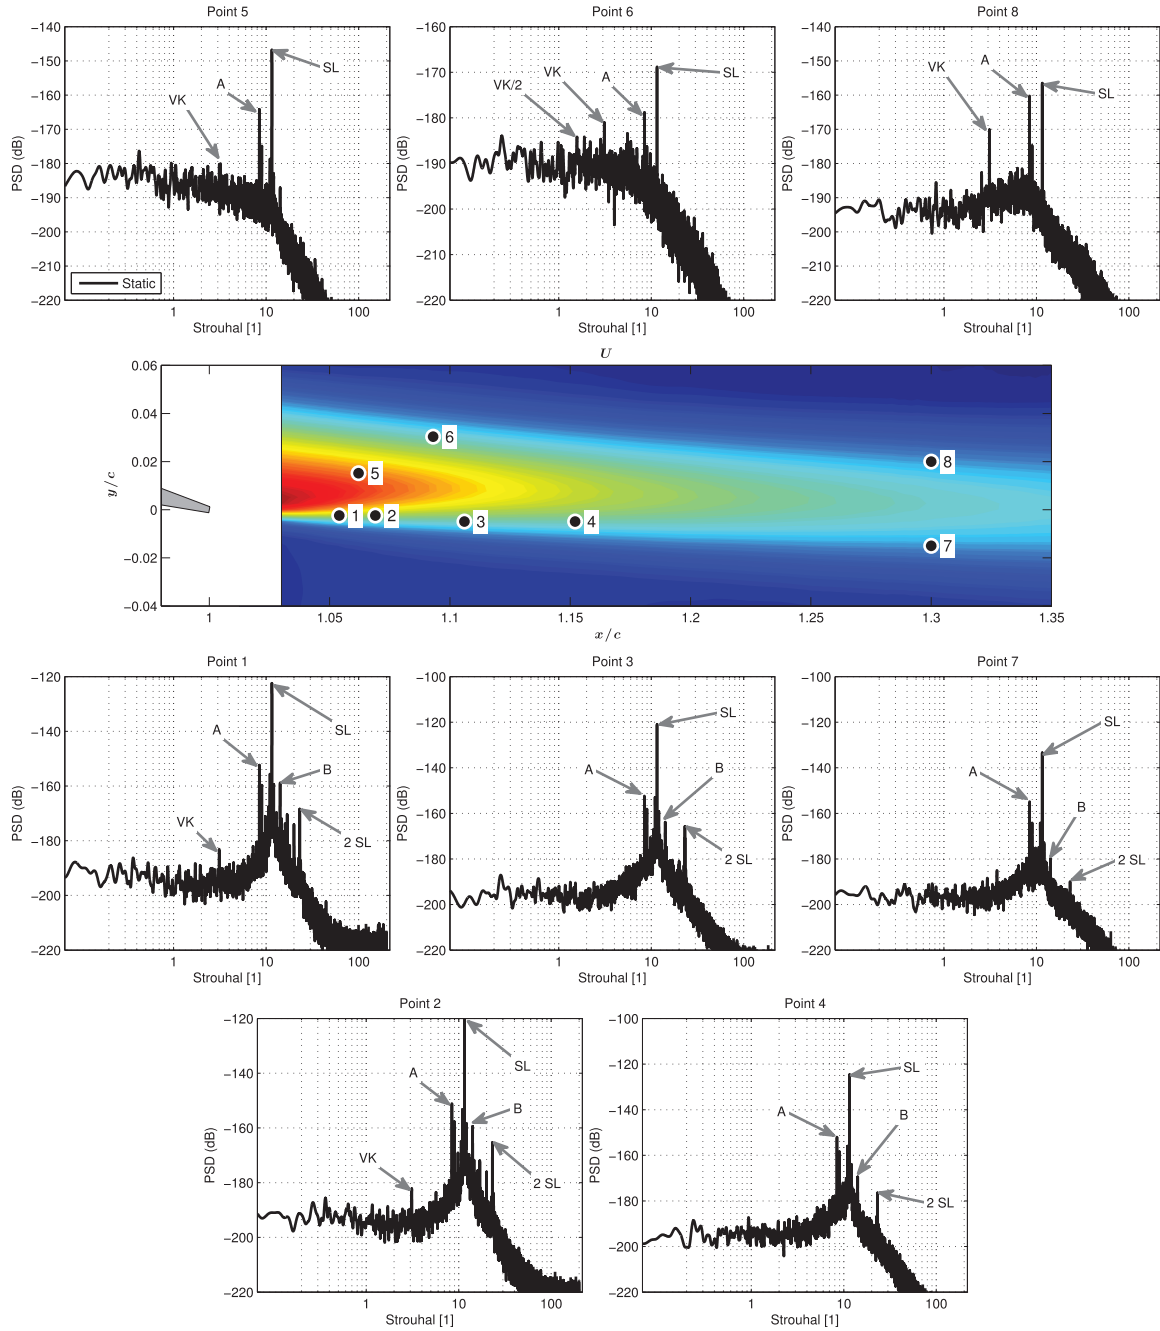 Point 5
Point 6
Point 8
−140
−150
−160
−170
−180
−190
−200
−210
−220
PSD (dB)
SL
A
VK
Static
1
10
100
Strouhal [1]
−160
−170
−180
−190
−200
−210
−220
PSD (dB)
VK/2
VK
A
SL
1
10
100
Strouhal [1]
−140
−150
−160
−170
−180
−190
−200
−210
−220
PSD (dB)
VK
A
SL
1
10
100
Strouhal [1]
U
0.06
0.04
0.02
0
−0.02
−0.04
y/c
6
8
5
1
2
3
4
7
1
1.05
1.1
1.15
1.2
1.25
1.3
1.35
x/c
Point 1
Point 3
Point 7
−120
−140
−160
−180
−200
−220
PSD (dB)
A
SL
B
VK
2 SL
1
10
100
Strouhal [1]
−100
−120
−140
−160
−180
−200
−220
PSD (dB)
SL
A
B
2 SL
1
10
100
Strouhal [1]
−100
−120
−140
−160
−180
−200
−220
PSD (dB)
SL
A
B
2 SL
1
10
100
Strouhal [1]
Point 2
Point 4
−120
−140
−160
−180
−200
−220
PSD (dB)
SL
A
B
VK
2 SL
1
10
100
Strouhal [1]
−100
−120
−140
−160
−180
−200
−220
PSD (dB)
SL
A
B
2 SL
1
10
100
Strouhal [1]